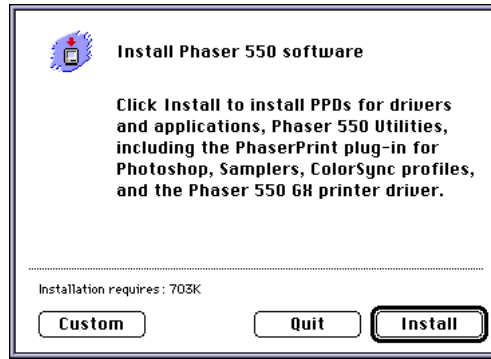 Install Phaser 550 software
Click Install to install PPDs for drivers
and applications, Phaser 550 Utilities,
including the PhaserPrint plug-in for
Photoshop, Samplers, ColorSync profiles,
and the Phaser 550 GX printer driver.
Installation requires: 703K
Custom
Quit
Install